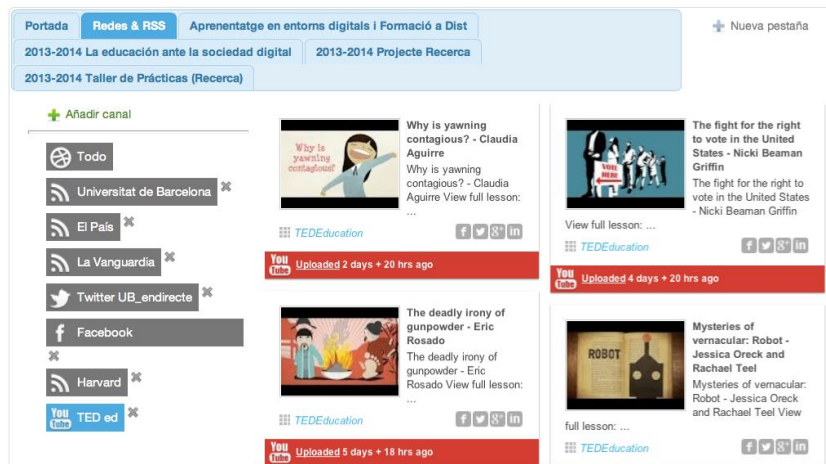 Portada
Redes & RSS
Aprenentatge en entorns digitals i Formació a Dist
Nueva pestaña
2013-2014 La educación ante la sociedad digital
2013-2014 Projecte Recerca
2013-2014 Taller de Prácticas (Recerca)
Añadir canal
Todo
Universitat de Barcelona
El País
La Vanguardia
Twitter UB_endirecte
Facebook
Harvard
You Tube TED ed
Why is
yawning
contagious?
Why is yawning
contagious? - Claudia
Aguirre
Why is yawning
contagious? - Claudia
Aguirre View full lesson:
...
TEDEducation
You Tube Uploaded 2 days + 20 hrs ago
VOTE
HERE
The fight for the right
to vote in the United
States - Nicki Beaman
Griffin
The fight for the right to
vote in the United States
- Nicki Beaman Griffin
View full lesson: ...
TEDEducation
You Tube Uploaded 4 days + 20 hrs ago
The deadly irony of
gunpowder - Eric
Rosado
The deadly irony of
gunpowder - Eric
Rosado View full lesson:
...
TEDEducation
You Tube Uploaded 5 days + 18 hrs ago
ROBOT
Mysteries of
vernacular: Robot -
Jessica Oreck and
Rachael Teel
Mysteries of vernacular:
Robot - Jessica Oreck
and Rachael Teel View
full lesson: ...
TEDEducation